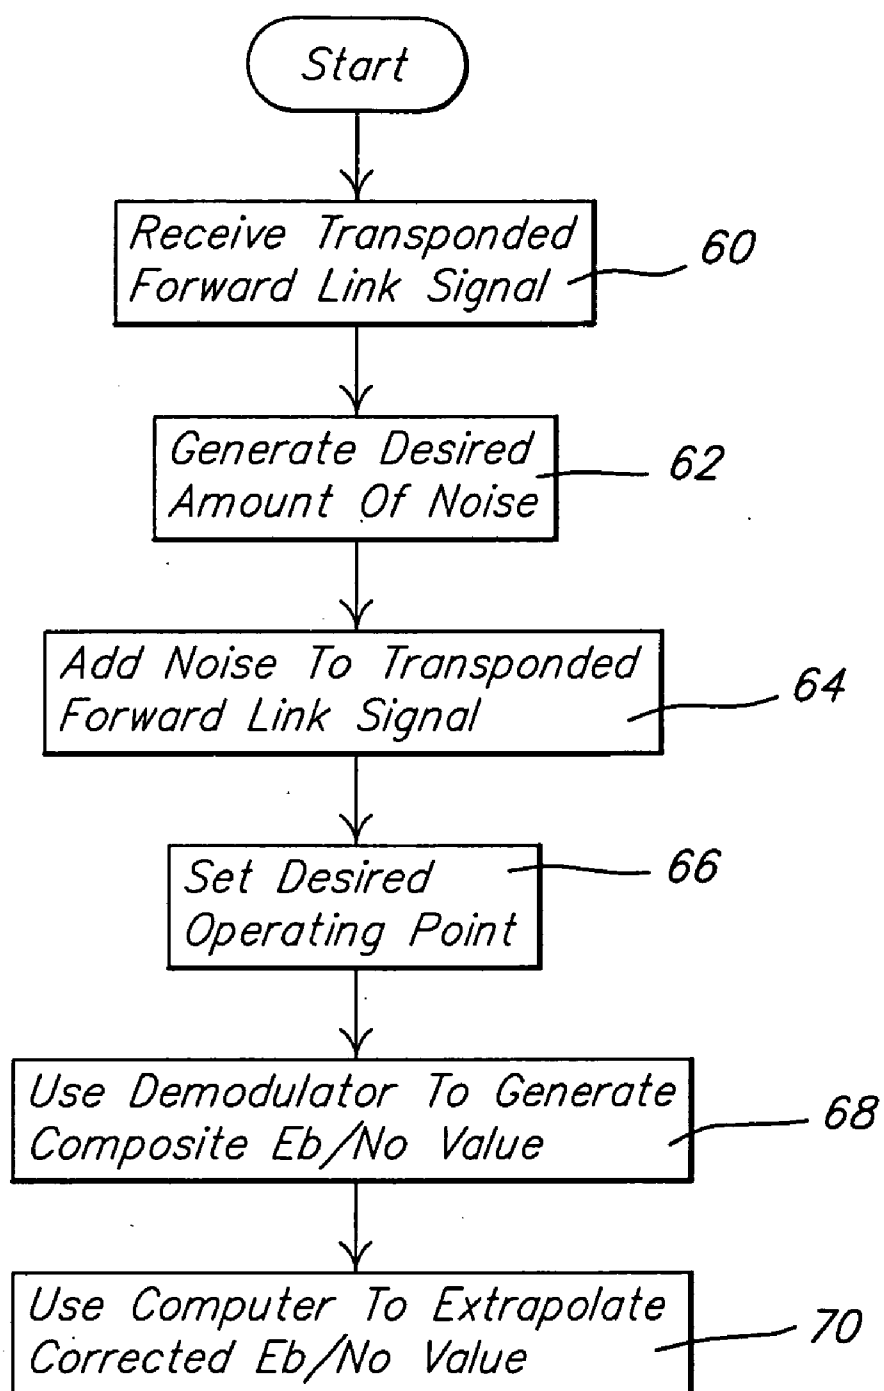 Start
Receive Transponded
Forward Link Signal
60
Generate Desired
Amount Of Noise
62
Add Noise To Transponded
Forward Link Signal
64
Set Desired
Operating Point
66
Use Demodulator To Generate
Composite Eb/No Value
68
Use Computer To Extrapolate
Corrected Eb/No Value
70